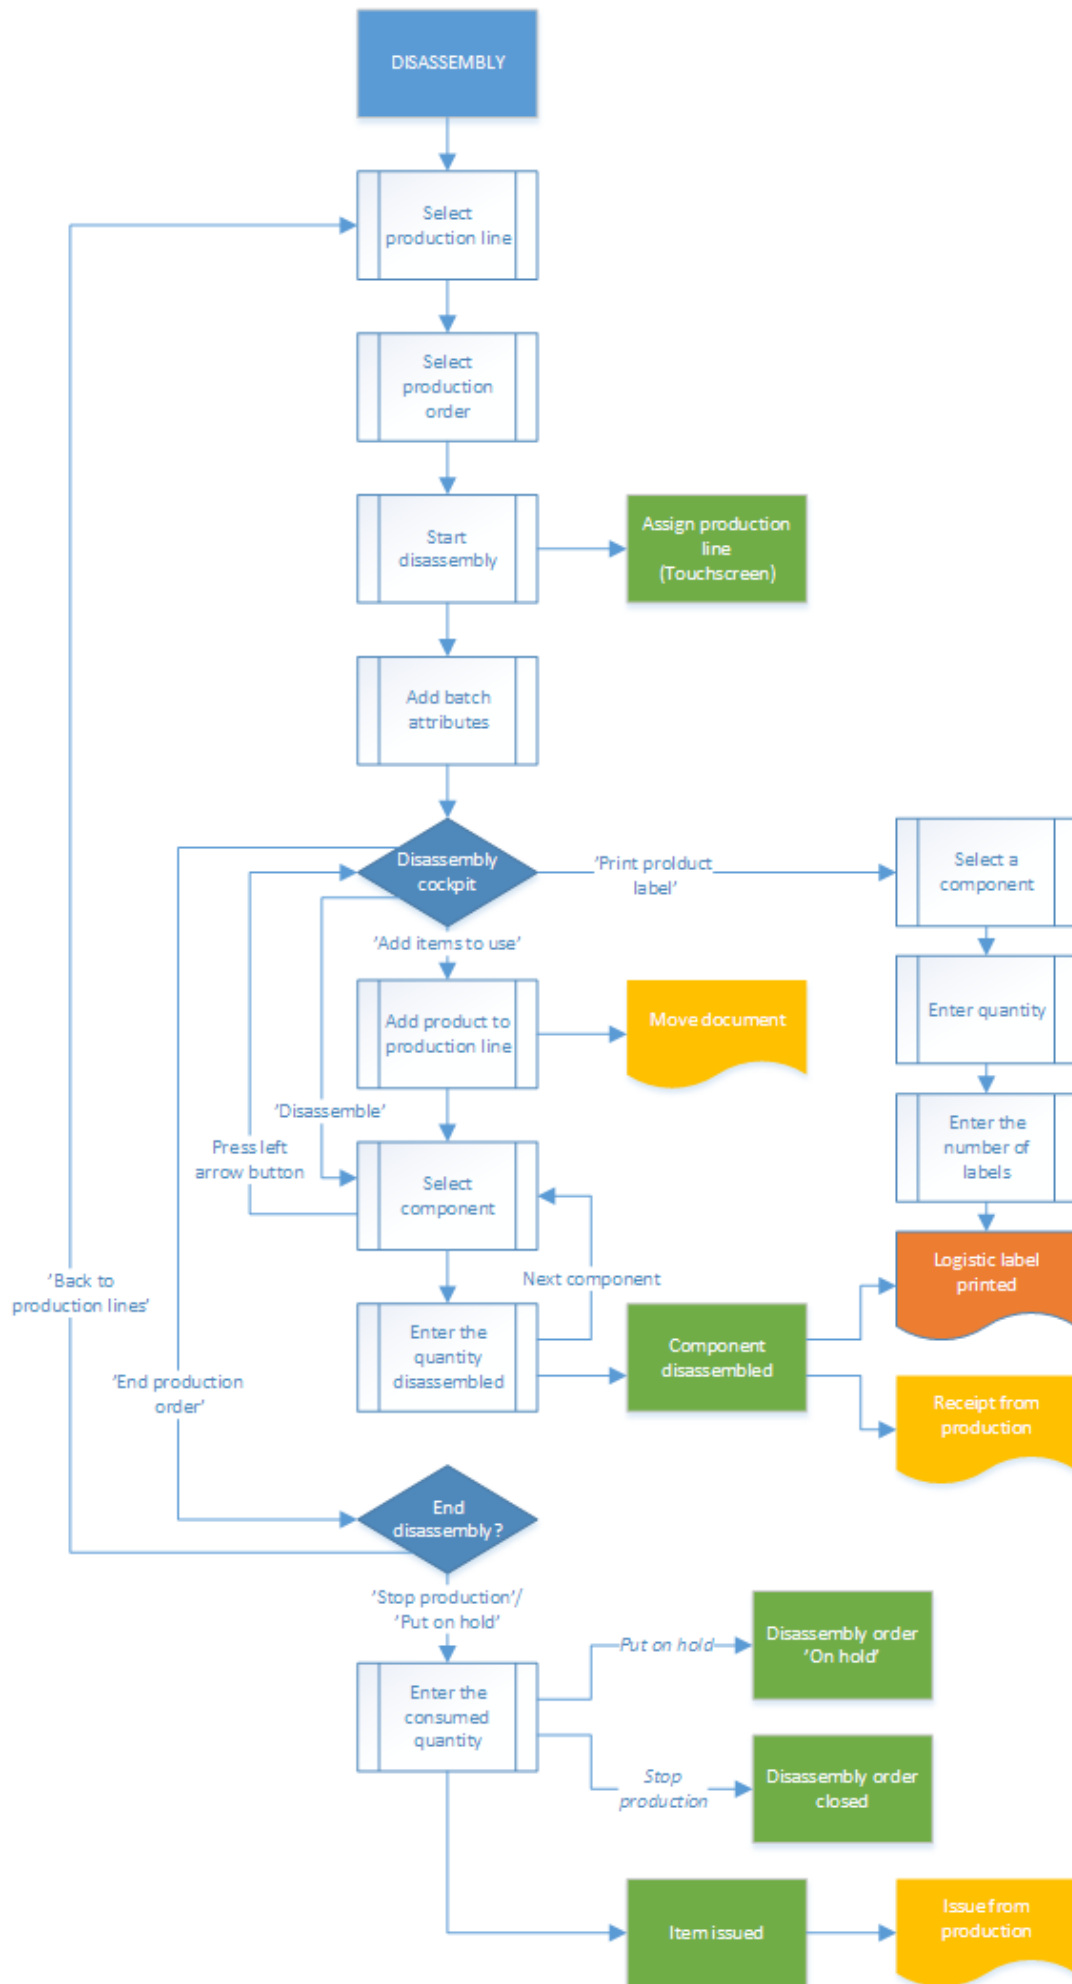 DISASSEMBLY
Select
production line
Select
production
order
Start
disassembly
Assign production
line
(Touchscreen)
Add batch
attributes
Disassembly
cockpit
'Print prolduct
label'
Select a
component
'Add items to use'
Add product to
production line
Move document
Enter quantity
'Disassemble'
Press left
arrow button
Select
component
Enter the
number of
labels
Next component
Logistic label
printed
'Back to
production lines'
Enter the
quantity
disassembled
Component
disassembled
'End production
order'
Receipt from
production
End
disassembly?
'Stop production'/
'Put on hold'
Enter the
consumed
quantity
Put on hold
Disassembly order
'On hold'
Stop
production
Disassembly order
closed
Item issued
Issue from
production